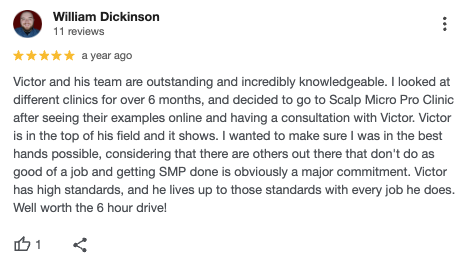 William Dickinson
11 reviews
a year ago
Victor and his team are outstanding and incredibly knowledgeable. I looked at
different clinics for over 6 months, and decided to go to Scalp Micro Pro Clinic
after seeing their examples online and having a consultation with Victor. Victor
is in the top of his field and it shows. I wanted to make sure I was in the best
hands possible, considering that there are others out there that don't do as
good of a job and getting SMP done is obviously a major commitment. Victor
has high standards, and he lives up to those standards with every job he does.
Well worth the 6 hour drive!
1